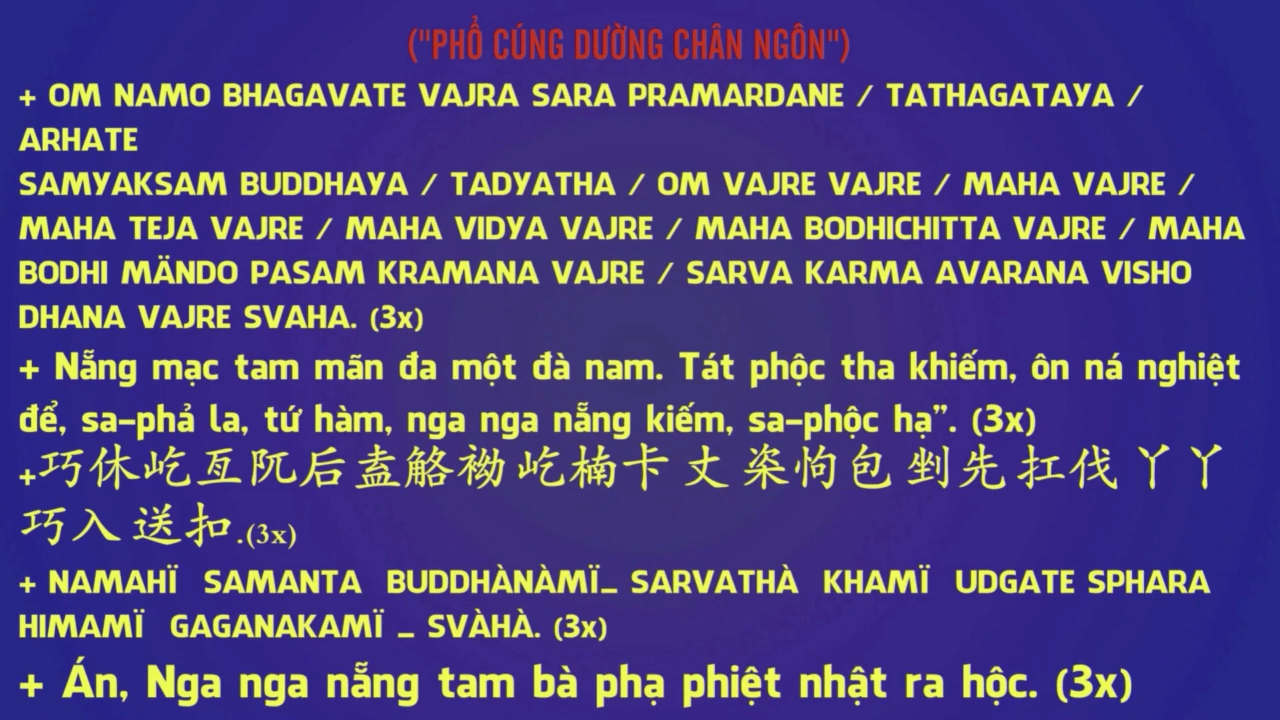 ("PHỔ CÚNG DƯỜNG CHÂN NGÔN")
+ OM NAMO BHAGAVATE VAJRA SARA PRAMARDANE / TATHAGATAYA /
ARHATE
SAMYAKSAM BUDDHAYA / TADYATHA / OM VAJRE VAJRE / MAHA VAJRE /
MAHA TEJA VAJRE / MAHA VIDYA VAJRE / MAHA BODHICHITTA VAJRE / MAHA
BODHI MÄNDO PASAM KRAMANA VAJRE / SARVA KARMA AVARANA VISHO
DHANA VAJRE SVAHA. (3x)
+ Nẵng mạc tam mãn đa một đà nam. Tát phộc tha khiếm, ôn ná nghiệt
để, sa-phả la, tứ hàm, nga nga nẵng kiếm, sa-phộc hạ”. (3x)
+巧休屹亙阢后盍觡袎屹楠卡丈栥怐包剉先扛伐丫丫
巧入送扣.(3x)
+ NAMAHÏ SAMANTA BUDDHÀNÀMÏ_ SARVATHÀ KHAMÏ UDGATE SPHARA
HIMAMÏ GAGANAKAMÏ _ SVÀHÀ. (3x)
+ Án, Nga nga nẵng tam bà phạ phiệt nhật ra hộc. (3x)